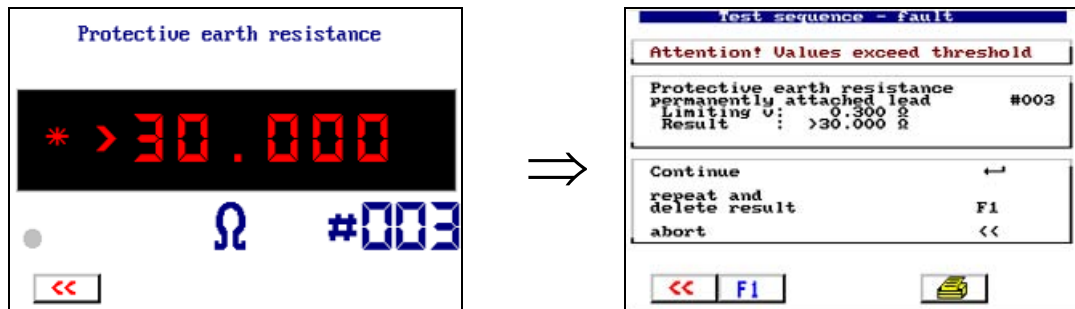 Protective earth resistance
* > 30.000
Ω #003
<<
⇒
Test sequence - fault
Attention! Values exceed threshold
Protective earth resistance
permanently attached lead #003
Limiting v: 0.300 Ω
Result : >30.000 Ω
Continue ↵
repeat and
delete result F1
abort <<
<< F1